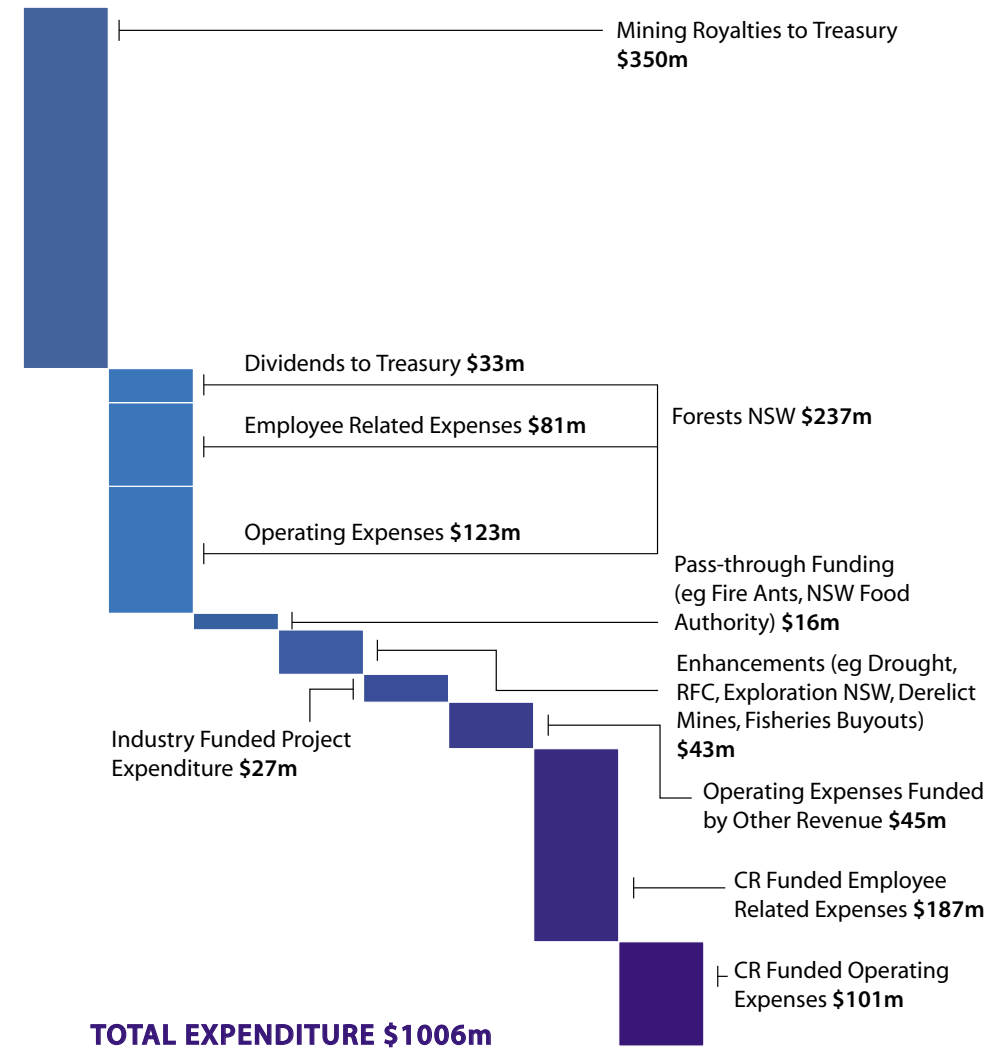 Mining Royalties to Treasury
$350m
Dividends to Treasury $33m
Forests NSW $237m
Employee Related Expenses $81m
Operating Expenses $123m
Pass-through Funding
(eg Fire Ants, NSW Food
Authority) $16m
Enhancements (eg Drought,
RFC, Exploration NSW, Derelict
Mines, Fisheries Buyouts)
$43m
Industry Funded Project
Expenditure $27m
Operating Expenses Funded
by Other Revenue $45m
CR Funded Employee
Related Expenses $187m
CR Funded Operating
Expenses $101m
TOTAL EXPENDITURE $1006m